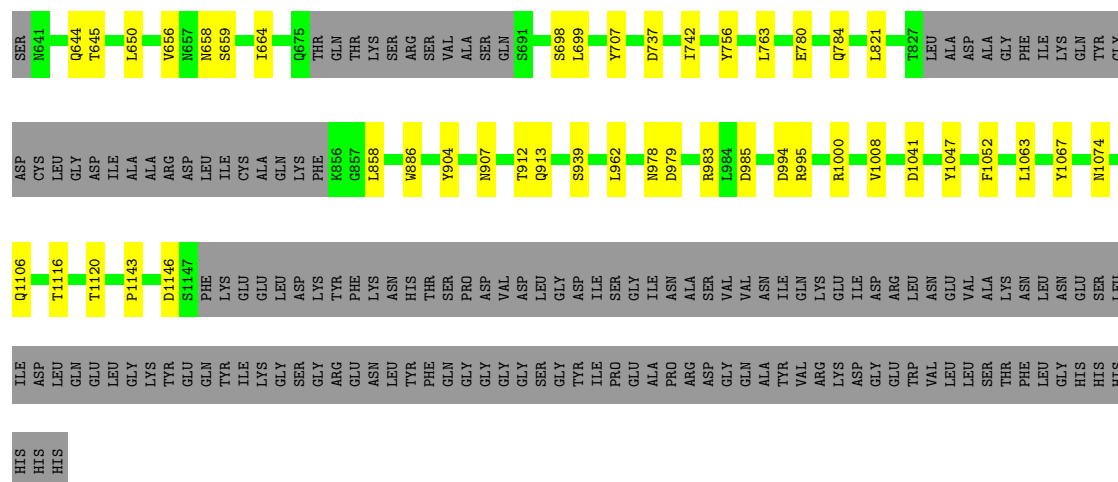 SER N641 Q644 T645 L650 V656 N657 N658 S659 I664 Q675 THR GLN THR LYS SER ARG SER VAL ALA SER GLN S691 S698 L699 Y707 D737 I742 Y756 L763 E780 Q784 L821 T827 LEU ALA ASP ALA GLY PHE ILE LYS GLN TYR GLY
ASP CYS LEU GLY ASP ILE ALA ALA ARG ASP LEU ILE CYS ALA GLN LYS PHE K856 G857 L858 W886 Y904 N907 T912 Q913 S939 L962 N978 D979 R983 L984 D985 D994 R995 R1000 V1008 D1041 Y1047 F1052 L1063 Y1067 N1074
Q1106 T1116 T1120 P1143 D1146 S1147 PHE LYS GLU GLU LEU ASP LYS TYR PHE LYS ASN HIS THR SER PRO ASP VAL ASP LEU GLY ASP ILE SER GLY ILE ASN ALA SER VAL VAL ASN ILE GLN LYS GLU ILE ASP ARG LEU ASN GLU VAL ALA LYS ASN LEU ASN GLU SER LEU
ILE ASP LEU GLN GLU LEU GLY LYS TYR GLU GLN TYR ILE LYS GLY SER GLY ARG GLU ASN LEU TYR PHE GLN GLY GLY GLY GLY SER GLY TYR ILE PRO GLU ALA PRO ARG ASP GLY GLN ALA TYR VAL ARG LYS ASP GLY GLU TRP VAL LEU LEU SER THR PHE LEU GLY HIS HIS HIS
HIS HIS HIS